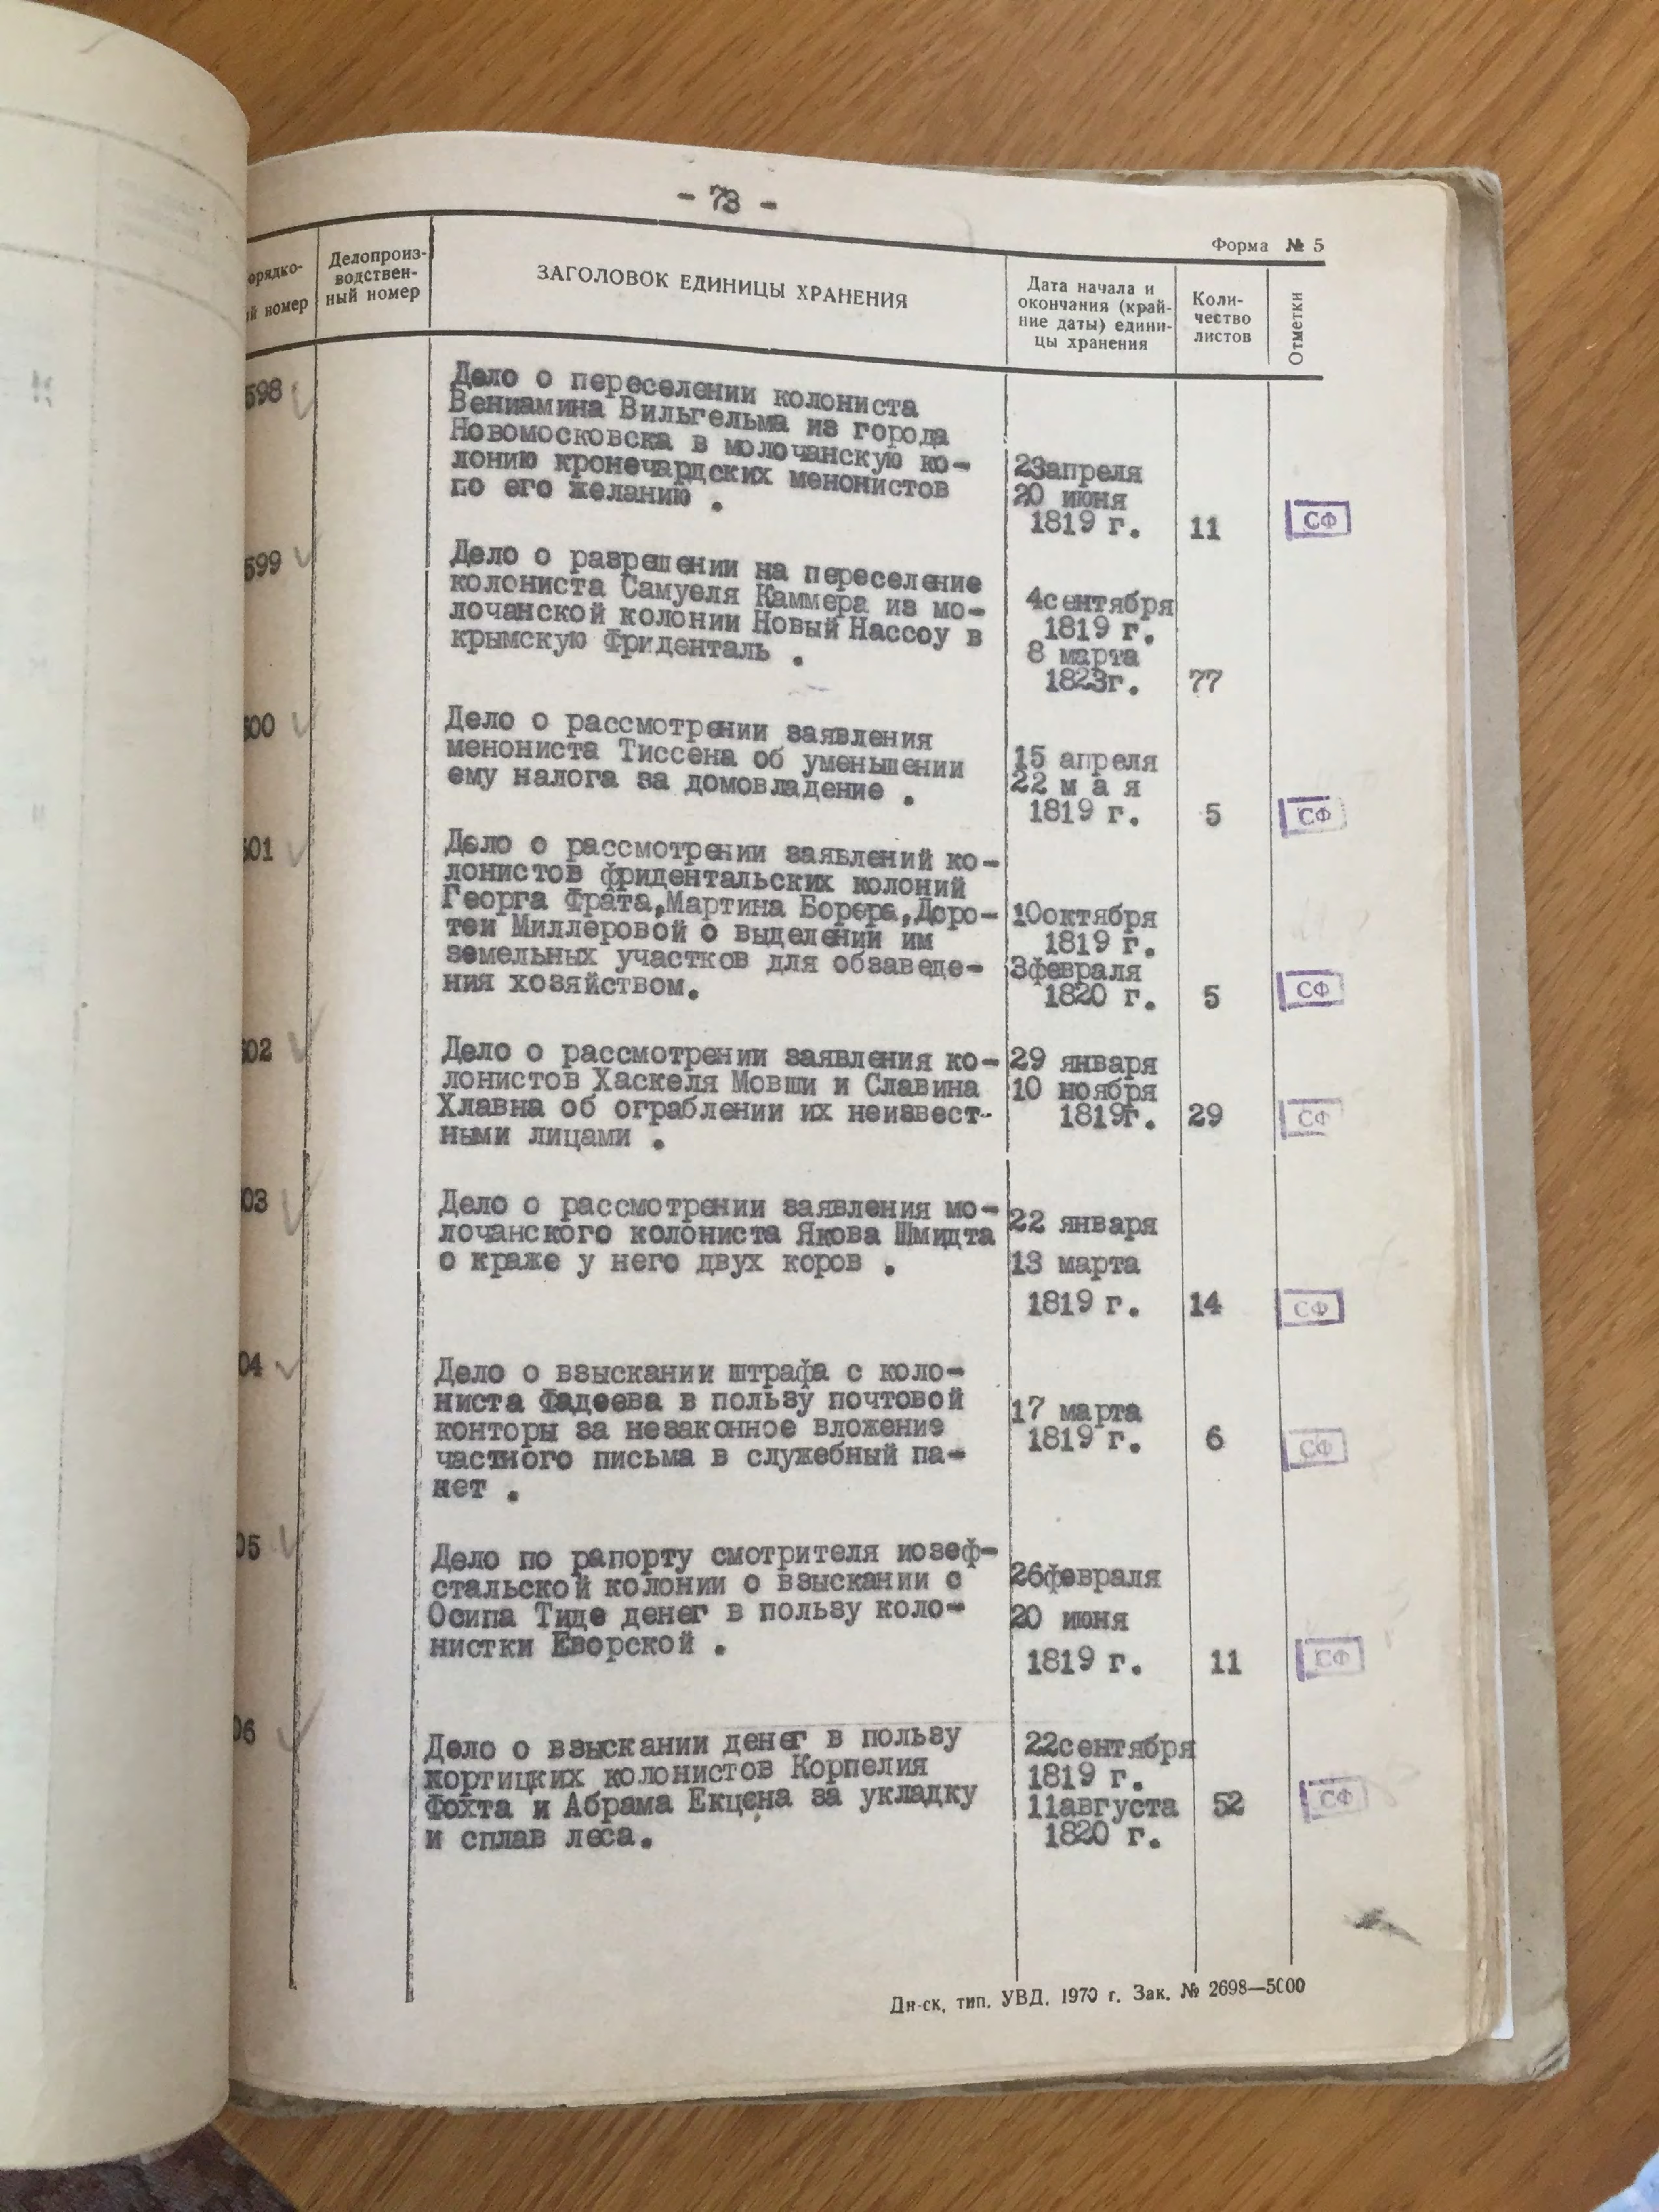 - 73 -
Форма № 5
орядко-
й номер
Делопроиз-
водствен-
ный номер
ЗАГОЛОВОК ЕДИНИЦЫ ХРАНЕНИЯ
Дата начала и
окончания (край-
ние даты) едини-
цы хранения
Коли-
чество
листов
Отметки
598
Дело о переселении колониста
Вениамина Вильгельма из города
Новомосковска в молочанскую ко-
лонию кронечардских менонистов
по его желанию .
23апреля
20 июня
1819 г.
11
СФ
599
Дело о разрешении на переселение
колониста Самуеля Каммера из мо-
лочанской колонии Новый Нассоу в
крымскую Фриденталь .
4сентября
1819 г.
8 марта
1823г.
77
600
Дело о рассмотрении заявления
менониста Тиссена об уменьшении
ему налога за домовладение .
15 апреля
22 м а я
1819 г.
5
СФ
601
Дело о рассмотрении заявлений ко-
лонистов фридентальских колоний
Георга Фрата,Мартина Борера,Доро-
теи Миллеровой о выделении им
земельных участков для обзаведе-
ния хозяйством.
10октября
1819 г.
3февраля
1820 г.
5
СФ
602
Дело о рассмотрении заявления ко-
лонистов Хаскеля Мовши и Славина
Хлавна об ограблении их неизвест-
ными лицами .
29 января
10 ноября
1819г.
29
СФ
03
Дело о рассмотрении заявления мо-
лочанского колониста Якова Шмидта
о краже у него двух коров .
22 января
13 марта
1819 г.
14
СФ
04
Дело о взыскании штрафа с коло-
ниста Фадеева в пользу почтовой
конторы за незаконное вложение
частного письма в служебный па-
кет .
17 марта
1819 г.
6
СФ
05
Дело по рапорту смотрителя иозеф-
стальской колонии о взыскании с
Осипа Тиде денег в пользу коло-
нистки Еворской .
26февраля
20 июня
1819 г.
11
СФ
06
Дело о взыскании денег в пользу
хортицких колонистов Корпелия
Фохта и Абрама Екцена за укладку
и сплав леса.
22сентября
1819 г.
11августа
1820 г.
52
СФ
Дн-ск, тип. УВД. 1970 г. Зак. № 2698—5000